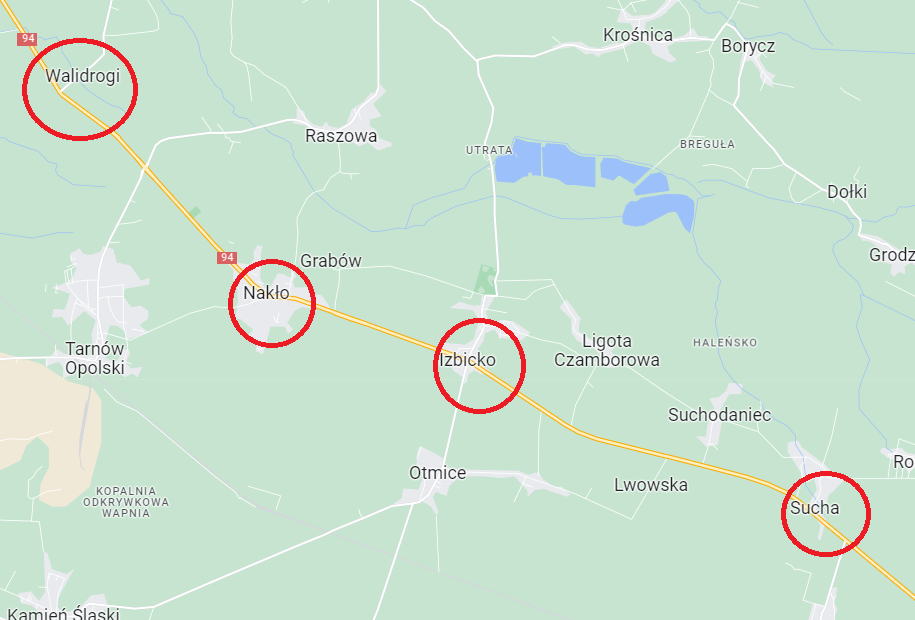 94
Krośnica
Borycz
Walidrogi
Raszowa
UTRATA
BREGUŁA
Dołki
94
Grabów
Grodz
Nakło
Tarnów
Opolski
Izbicko
Ligota
Czamborowa
HALEŃSKO
Suchodaniec
Otmice
Ro
Lwowska
KOPALNIA
ODKRYWKOWA
WAPNIA
Sucha
Kamień Śląski